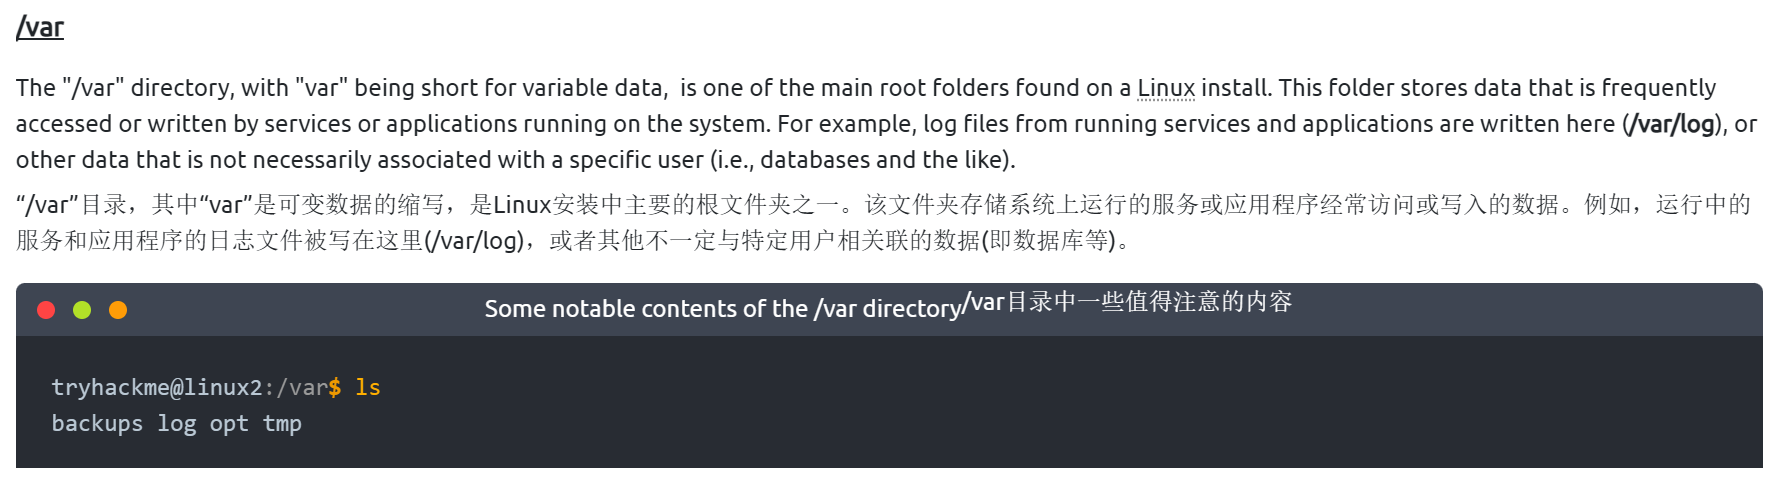 /var
The "/var" directory, with "var" being short for variable data,  is one of the main root folders found on a Linux install. This folder stores data that is frequently
accessed or written by services or applications running on the system. For example, log files from running services and applications are written here (/var/log), or
other data that is not necessarily associated with a specific user (i.e., databases and the like).
“/var”目录，其中“var”是可变数据的缩写，是Linux安装中主要的根文件夹之一。该文件夹存储系统上运行的服务或应用程序经常访问或写入的数据。例如，运行中的
服务和应用程序的日志文件被写在这里(/var/log)，或者其他不一定与特定用户相关联的数据(即数据库等)。
Some notable contents of the /var directory/var目录中一些值得注意的内容
tryhackme@linux2:/var$ ls
backups log opt tmp